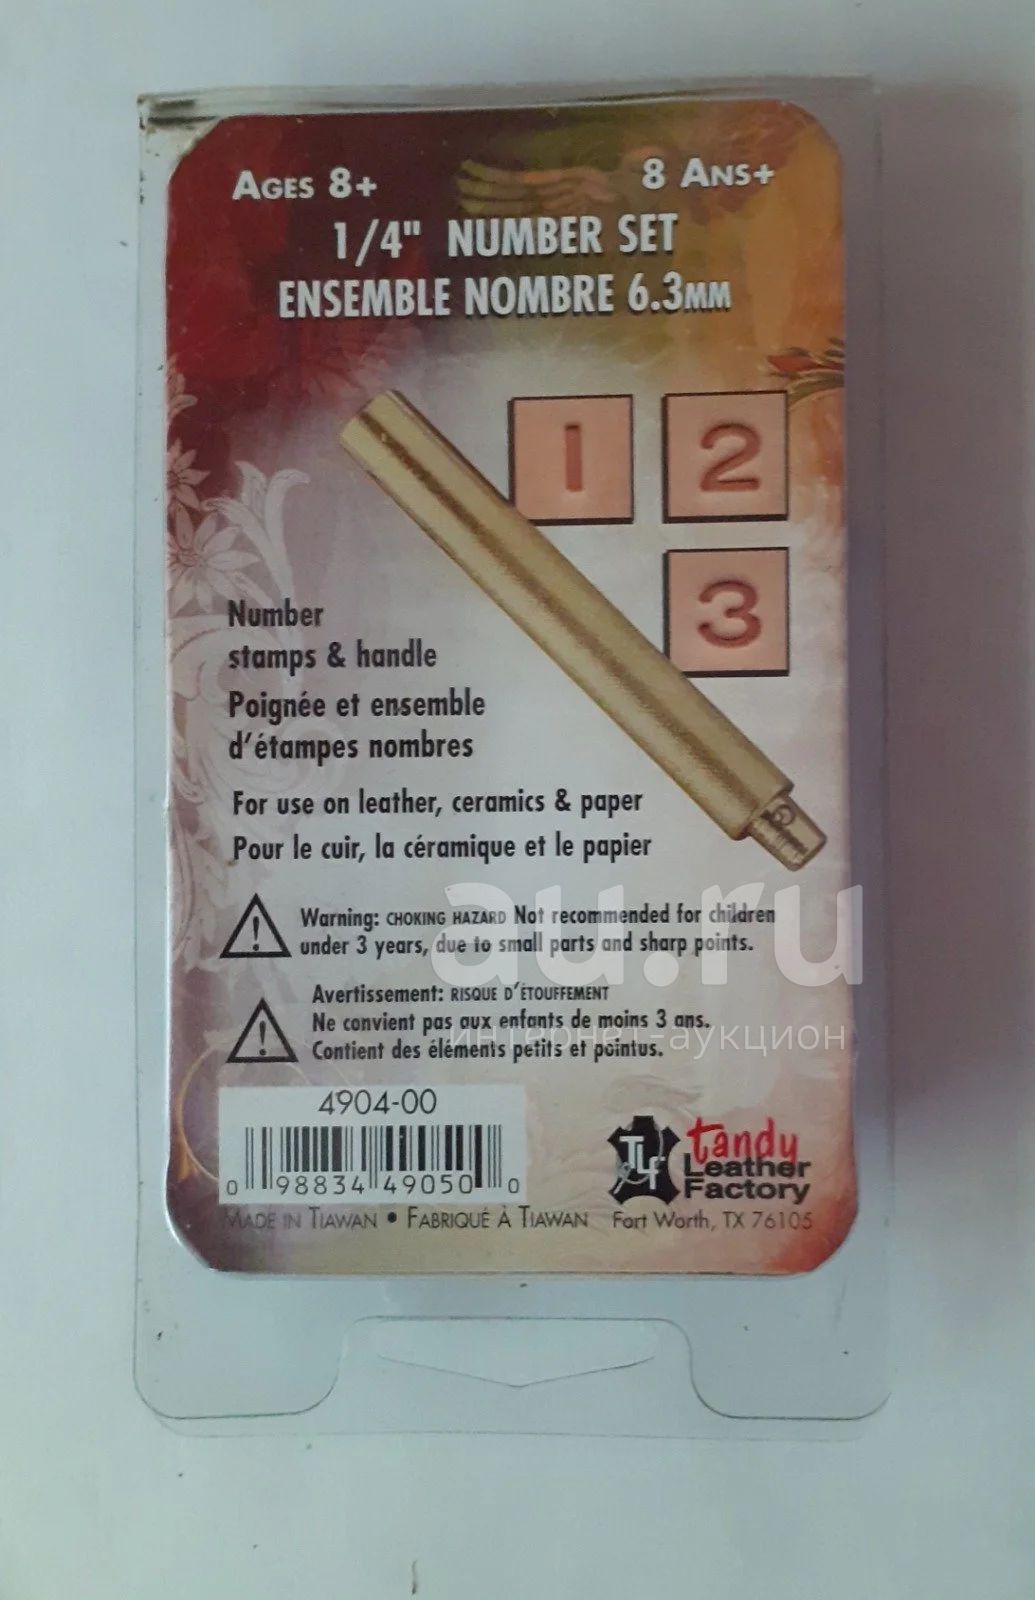 AGES 8+
8 ANS+
1/4" NUMBER SET
ENSEMBLE NOMBRE 6.3MM
1
2
3
Number
stamps & handle
Poignée et ensemble
d'étampes nombres
For use on leather, ceramics & paper
Pour le cuir, la céramique et le papier
Warning: CHOKING HAZARD Not recommended for children
under 3 years, due to small parts and sharp points.
Avertissement: RISQUE D'ÉTOUFFEMENT
Ne convient pas aux enfants de moins 3 ans.
Contient des éléments petits et pointus.
au.ru
интернет-аукцион
4904-00
0 98834 49050 0
MADE IN TIAWAN • FABRIQUÉ À TIAWAN
TLF
tandy
Leather
Factory
Fort Worth, TX 76105